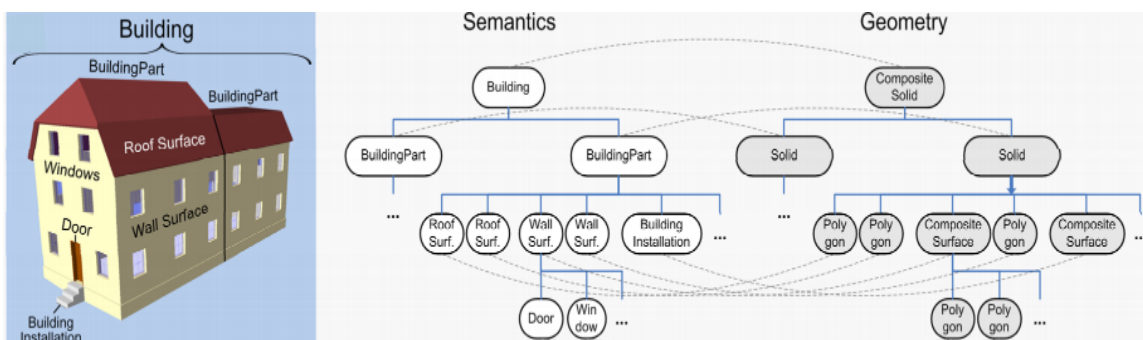 Building
BuildingPart
BuildingPart
Roof Surface
Windows
Wall Surface
Door
Building
Installation
Semantics
Geometry
Building
Composite
Solid
BuildingPart
BuildingPart
Solid
Solid
...
Roof
Surf.
Roof
Surf.
Wall
Surf.
Wall
Surf.
Building
Installation
...
...
Poly
gon
Poly
gon
Composite
Surface
Poly
gon
Composite
Surface
...
Door
Win
dow
...
Poly
gon
Poly
gon
...